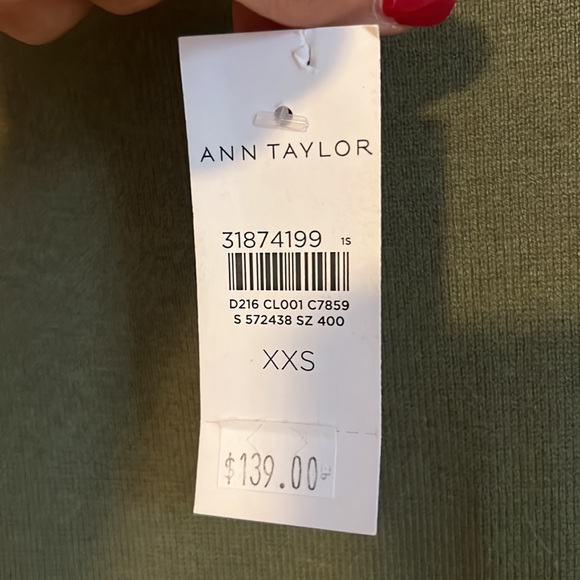 ANN TAYLOR
31874199 1S
D216 CL001 C7859
S 572438 SZ 400
XXS
$139.00